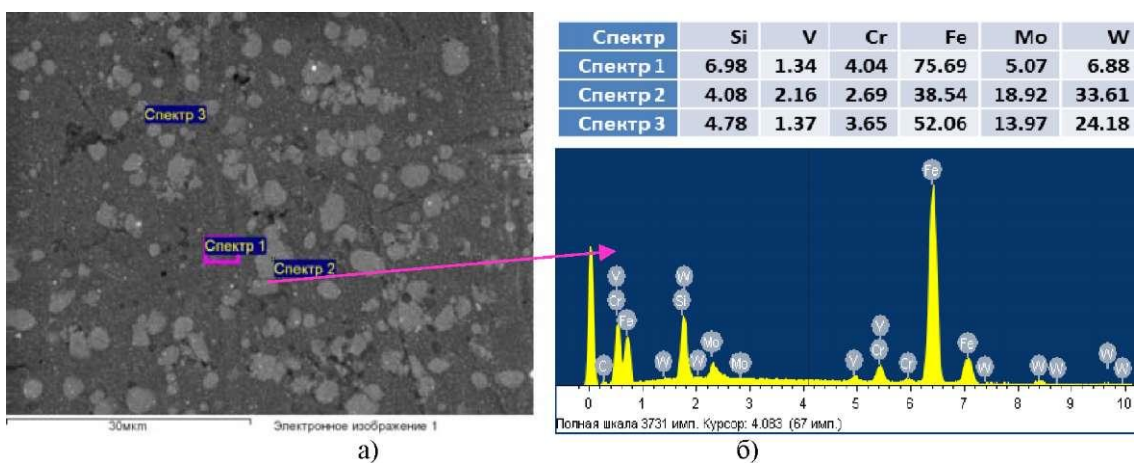 Спектр Si V Cr Fe Mo W
Спектр 1 6.98 1.34 4.04 75.69 5.07 6.88
Спектр 2 4.08 2.16 2.69 38.54 18.92 33.61
Спектр 3 4.78 1.37 3.65 52.06 13.97 24.18
Спектр 3
Спектр 1
Спектр 2
30мкm
Электронное изображение 1
Fe
V W
Cr Si
Fe
Mo
C W W Mo
V
Cr
V Cr
Fe
W W W W W
0 1 2 3 4 5 6 7 8 9 10
Полная шкала 3731 имп. Курсор: 4.083 (67 имп.)
а) б)